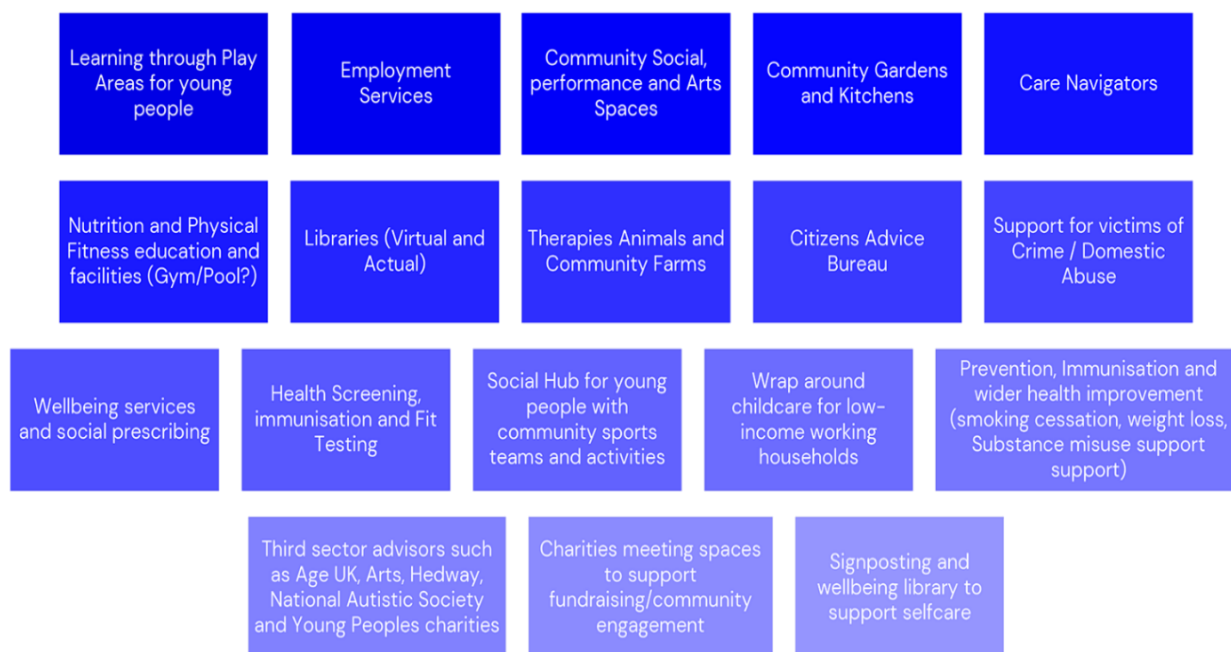 Learning through Play
Areas for young
people
Employment
Services
Community Social,
performance and Arts
Spaces
Community Gardens
and Kitchens
Care Navigators
Nutrition and Physical
Fitness education and
facilities (Gym/Pool?)
Libraries (Virtual and
Actual)
Therapies Animals and
Community Farms
Citizens Advice
Bureau
Support for victims of
Crime / Domestic
Abuse
Wellbeing services
and social prescribing
Health Screening,
immunisation and Fit
Testing
Social Hub for young
people with
community sports
teams and activities
Wrap around
childcare for low-
income working
households
Prevention, Immunisation and
wider health improvement
(smoking cessation, weight loss,
Substance misuse support
support)
Third sector advisors such
as Age UK, Arts, Hedway,
National Autistic Society
and Young Peoples charities
Charities meeting spaces
to support
fundraising/community
engagement
Signposting and
wellbeing library to
support selfcare